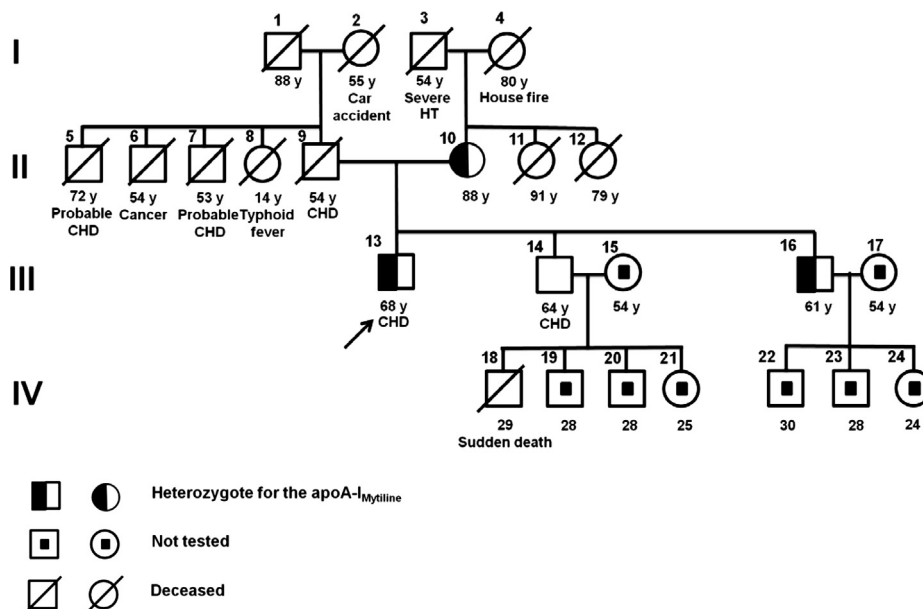 I
1 2 3 4
88 y 55 y 54 y 80 y
Car accident Severe HT House fire
II
5 6 7 8 9 10 11 12
72 y 54 y 53 y 14 y 54 y 88 y 91 y 79 y
Probable CHD Cancer Probable CHD Typhoid fever CHD
III
13 14 15 16 17
68 y 64 y 54 y 61 y 54 y
CHD CHD
IV
18 19 20 21 22 23 24
29 28 28 25 30 28 24
Sudden death
Heterozygote for the apoA-IMytiline
Not tested
Deceased